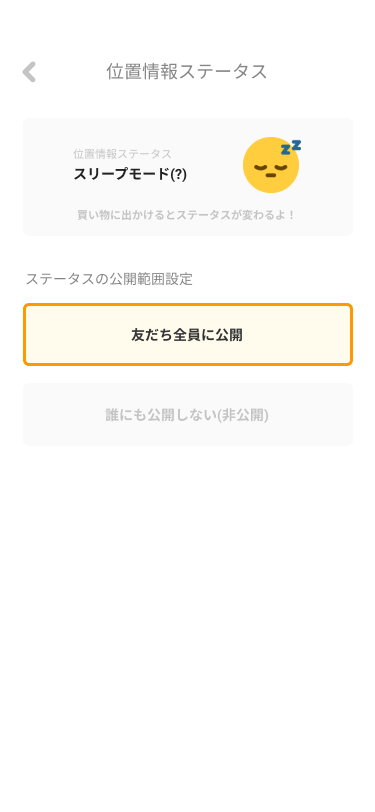 位置情報ステータス
位置情報ステータス
スリープモード(?)
買い物に出かけるとステータスが変わるよ！
ステータスの公開範囲設定
友だち全員に公開
誰にも公開しない(非公開)